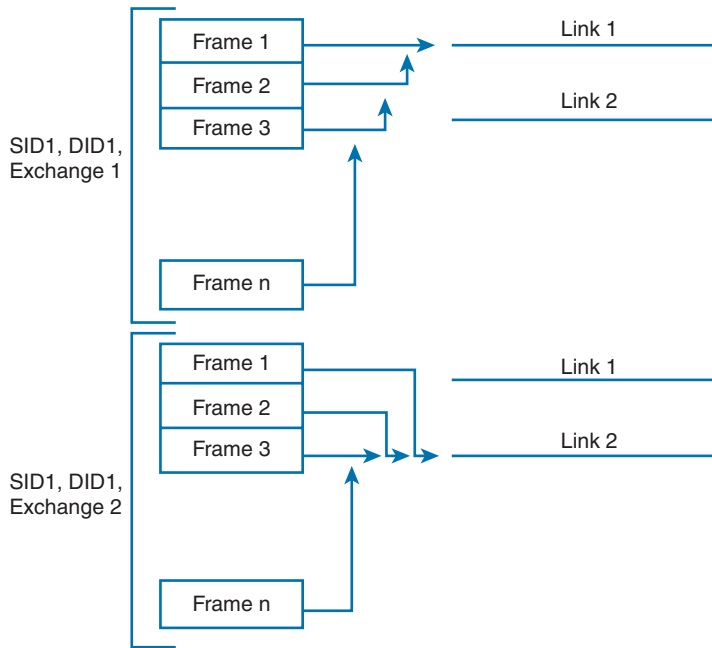 Frame 1
Link 1
Frame 2
Link 2
Frame 3
SID1, DID1,
Exchange 1
Frame n
Frame 1
Link 1
Frame 2
Link 2
Frame 3
SID1, DID1,
Exchange 2
Frame n